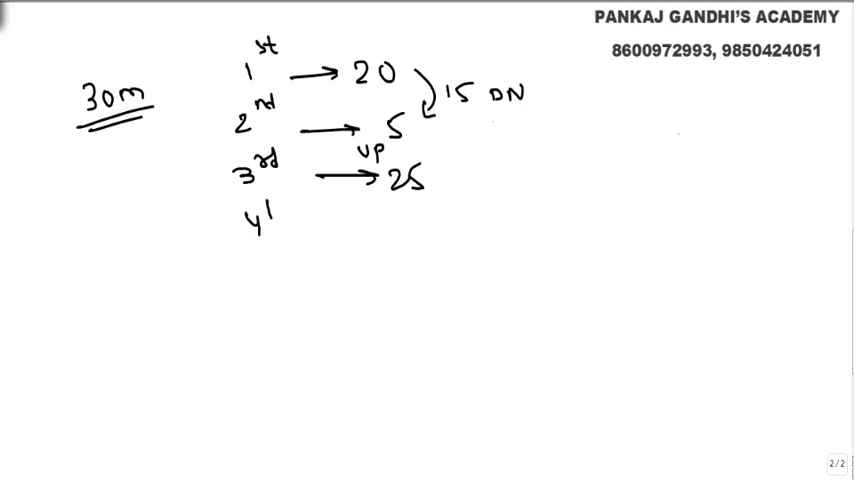 PANKAJ GANDHI'S ACADEMY
8600972993, 9850424051
30m
1st → 20
15 DN
2nd → 5
UP
3rd → 25
4
2/2